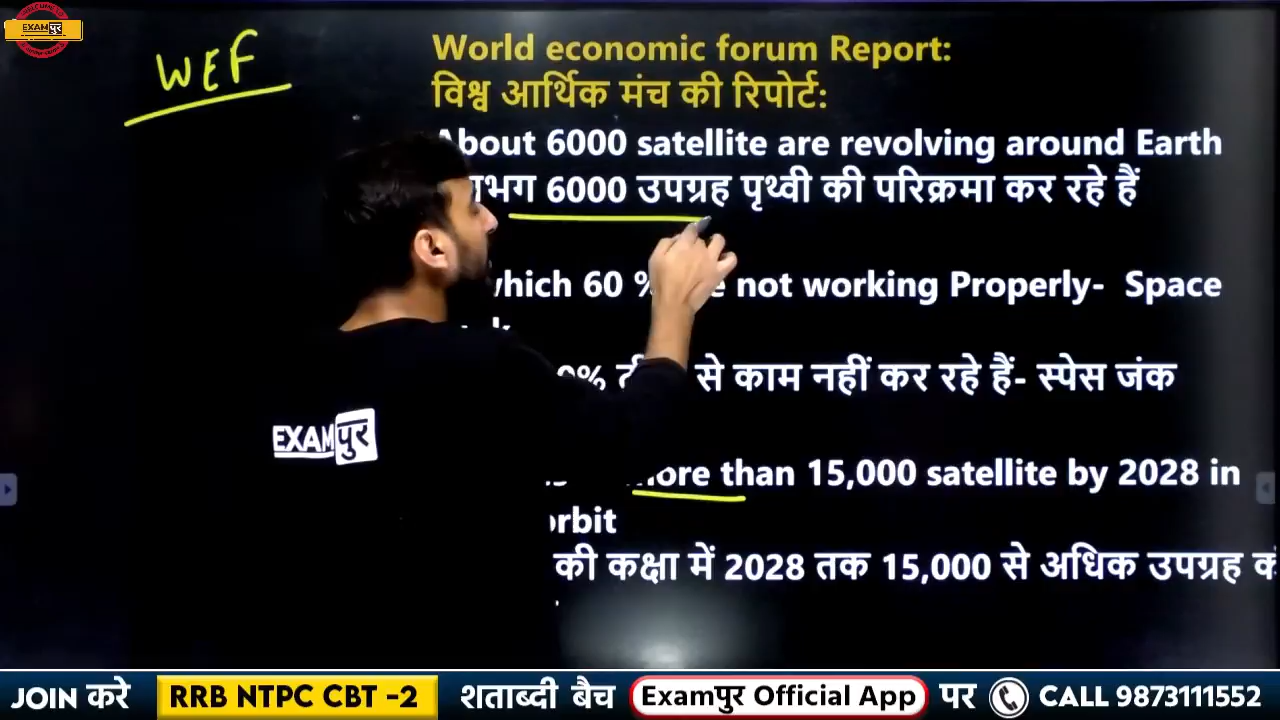 EXAMपुर
WEF
World economic forum Report:
विश्व आर्थिक मंच की रिपोर्ट:
About 6000 satellite are revolving around Earth
6000 उपग्रह पृथ्वी की परिक्रमा कर रहे हैं
which 60 % not working Properly- Space
से काम नहीं कर रहे हैं- स्पेस जंक
EXAMपुर
more than 15,000 satellite by 2028 in
orbit
की कक्षा में 2028 तक 15,000 से अधिक उपग्रह
JOIN करे RRB NTPC CBT -2 शताब्दी बैच Examपुर Official App पर CALL 9873111552